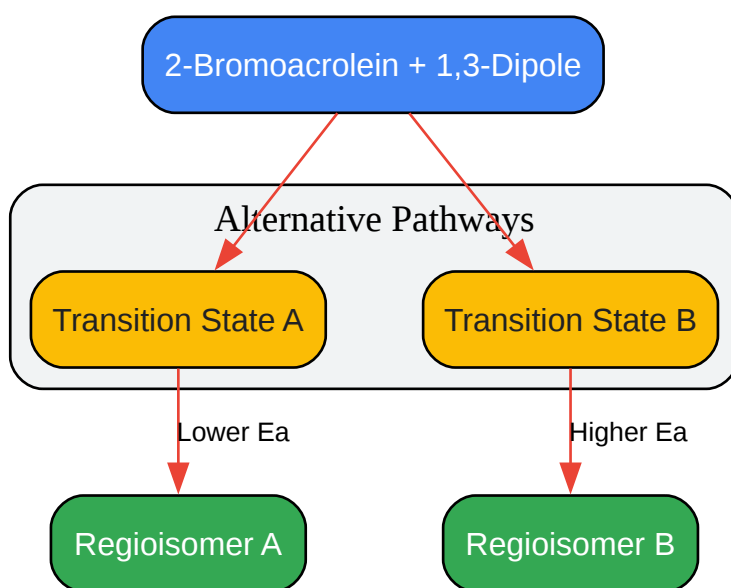 2-Bromoacrolein + 1,3-Dipole
Alternative Pathways
Transition State A
Transition State B
Lower Ea
Higher Ea
Regioisomer A
Regioisomer B